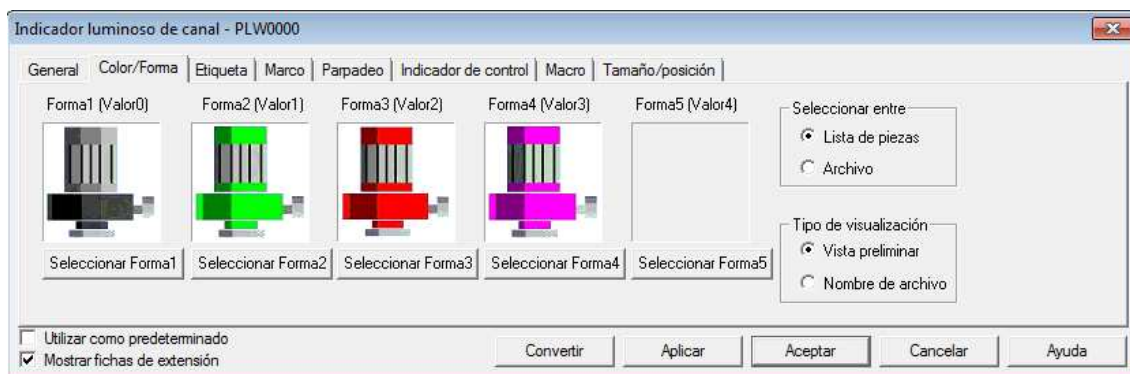 Indicador luminoso de canal - PLW0000
General Color/Forma Etiqueta Marco Parpadeo Indicador de control Macro Tamaño/posición
Forma1 (Valor0) Forma2 (Valor1) Forma3 (Valor2) Forma4 (Valor3) Forma5 (Valor4)
Seleccionar Forma1 Seleccionar Forma2 Seleccionar Forma3 Seleccionar Forma4 Seleccionar Forma5
Seleccionar entre
Lista de piezas
Archivo
Tipo de visualización
Vista preliminar
Nombre de archivo
Utilizar como predeterminado
Mostrar fichas de extensión
Convertir Aplicar Aceptar Cancelar Ayuda